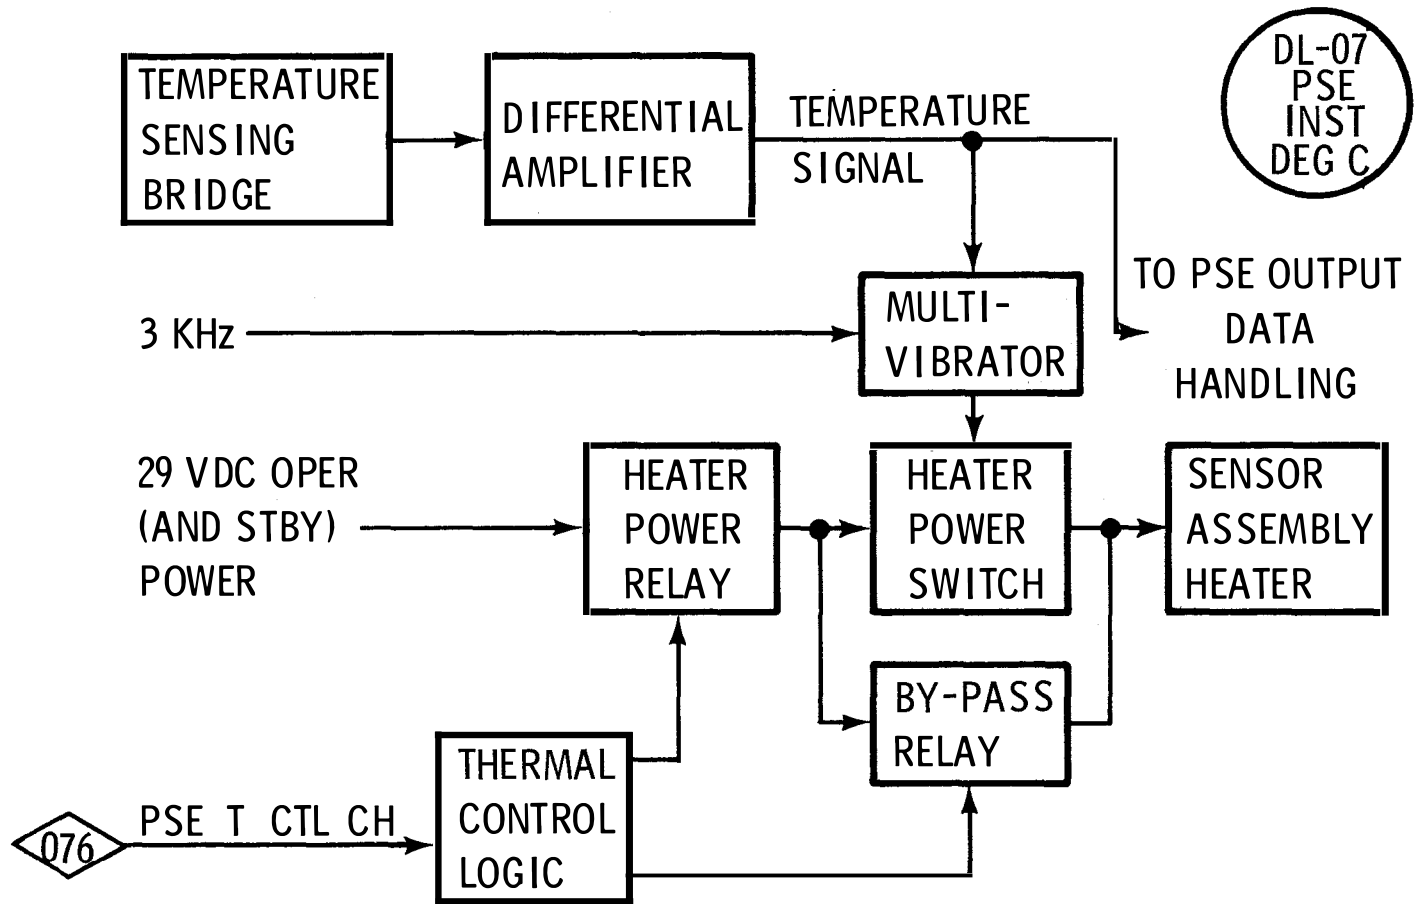 TEMPERATURE
SENSING
BRIDGE
DIFFERENTIAL
AMPLIFIER
TEMPERATURE
SIGNAL
DL-07
PSE
INST
DEG C
3 KHz
MULTI-
VIBRATOR
TO PSE OUTPUT
DATA
HANDLING
29 VDC OPER
(AND STBY)
POWER
HEATER
POWER
RELAY
HEATER
POWER
SWITCH
SENSOR
ASSEMBLY
HEATER
BY-PASS
RELAY
076
PSE T CTL CH
THERMAL
CONTROL
LOGIC